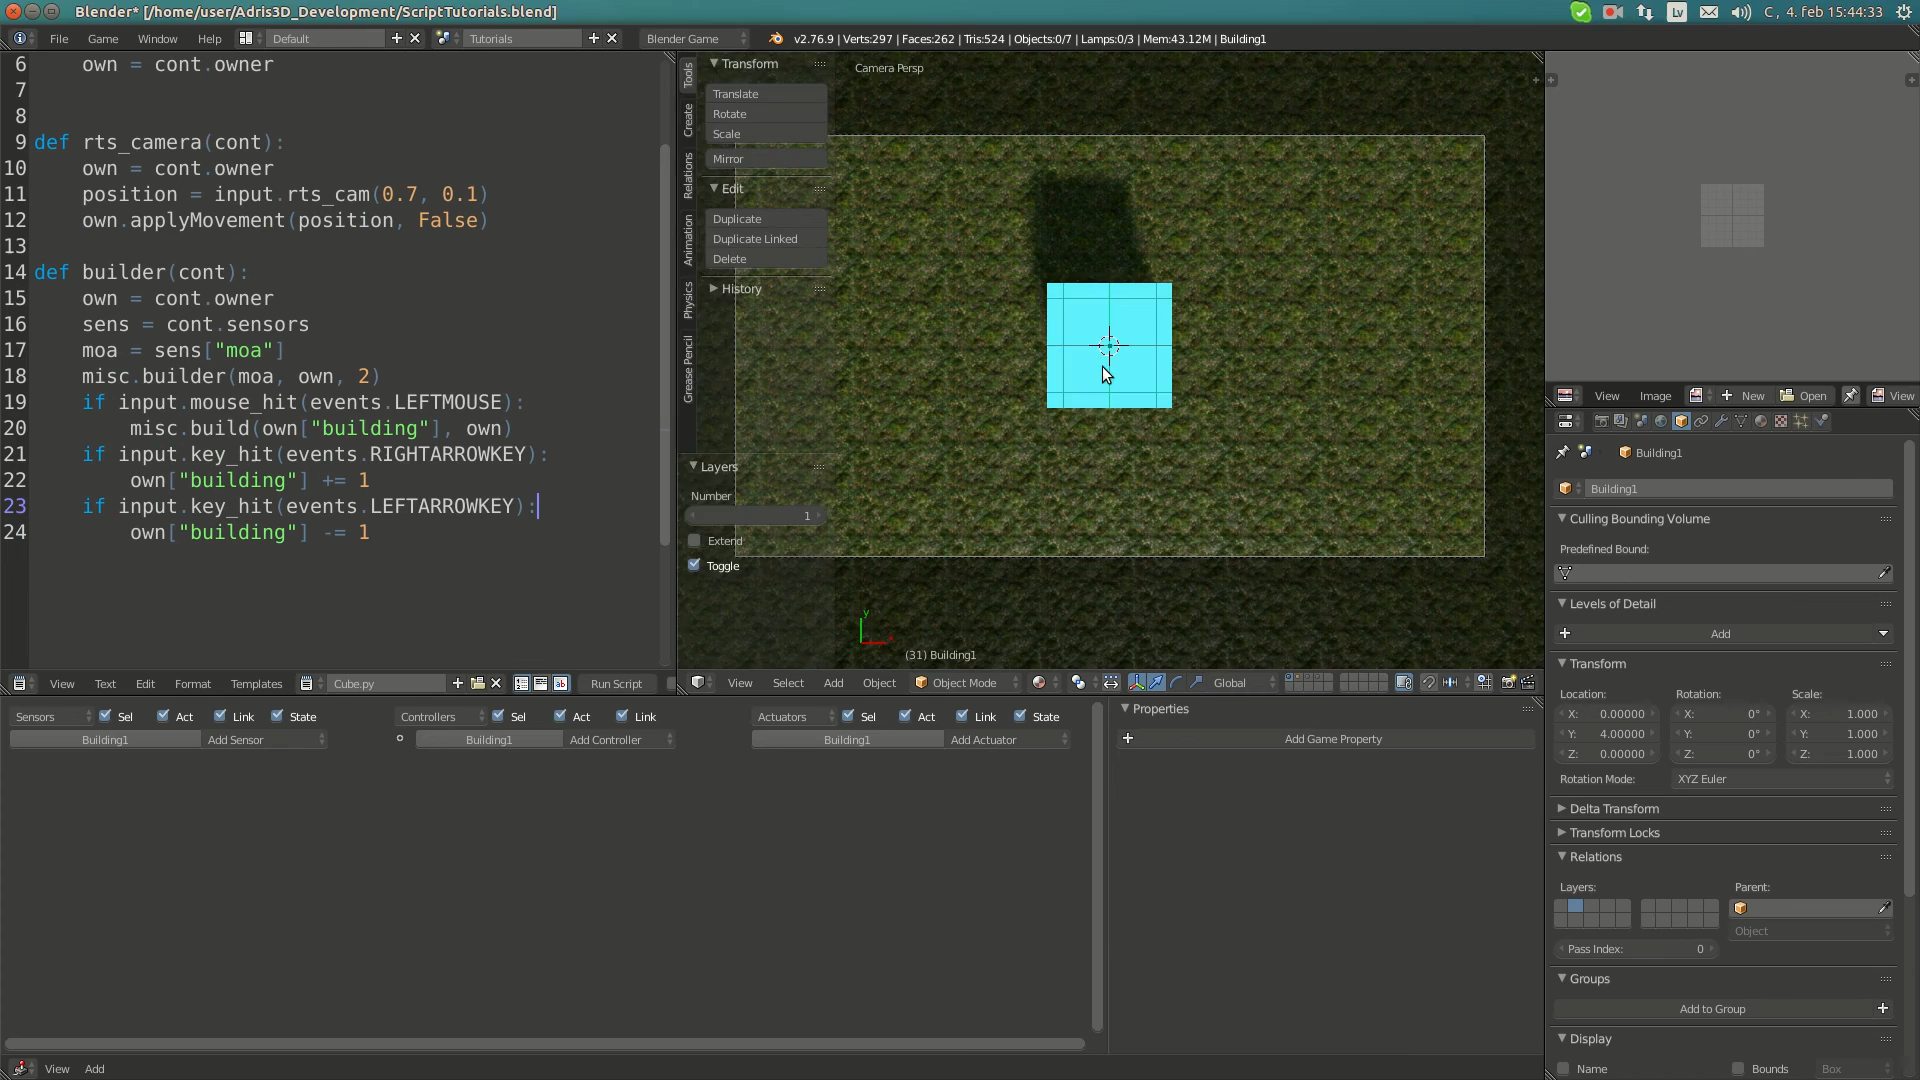 Blender* [/home/user/Adris3D_Development/ScriptTutorials.blend]
Lv
C , 4. feb 15:44:33
File Game Window Help
Default
Tutorials
Blender Game
v2.76.9 | Verts:297 | Faces:262 | Tris:524 | Objects:0/7 | Lamps:0/3 | Mem:43.12M | Building1
6 own = cont.owner
7
8
9 def rts_camera(cont):
10 own = cont.owner
11 position = input.rts_cam(0.7, 0.1)
12 own.applyMovement(position, False)
13
14 def builder(cont):
15 own = cont.owner
16 sens = cont.sensors
17 moa = sens["moa"]
18 misc.builder(moa, own, 2)
19 if input.mouse_hit(events.LEFTMOUSE):
20 misc.build(own["building"], own)
21 if input.key_hit(events.RIGHTARROWKEY):
22 own["building"] += 1
23 if input.key_hit(events.LEFTARROWKEY):
24 own["building"] -= 1
View Text Edit Format Templates
Cube.py
Run Script
Tools
Create
Relations
Animation
Physics
Grease Pencil
Transform
Translate
Rotate
Scale
Mirror
Edit
Duplicate
Duplicate Linked
Delete
History
Layers
Number
1
Extend
Toggle
Camera Persp
y
(31) Building1
View Select Add Object
Object Mode
Global
View Image
New
Open
View
Building1
Building1
Culling Bounding Volume
Predefined Bound:
Levels of Detail
Add
Transform
Location: Rotation: Scale:
X: 0.00000 X: 0° X: 1.000
Y: 4.00000 Y: 0° Y: 1.000
Z: 0.00000 Z: 0° Z: 1.000
Rotation Mode: XYZ Euler
Delta Transform
Transform Locks
Relations
Layers: Parent:
Object
Pass Index: 0
Groups
Add to Group
Display
Name Bounds Box
Sensors Sel Act Link State
Building1 Add Sensor
Controllers Sel Act Link
Building1 Add Controller
Actuators Sel Act Link State
Building1 Add Actuator
Properties
Add Game Property
View Add